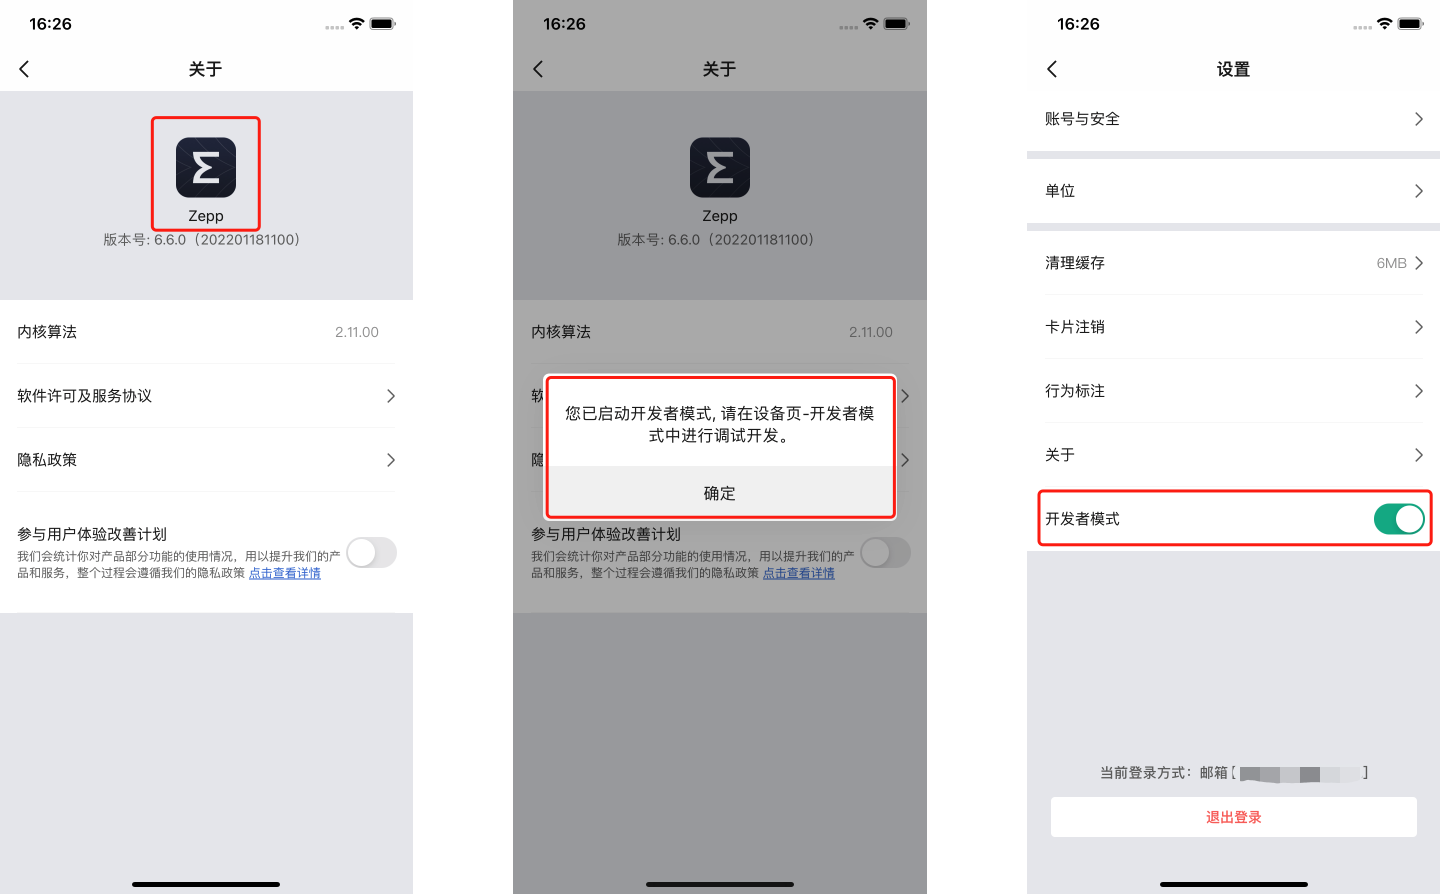 16:26
关于
Zepp
版本号: 6.6.0（202201181100）
内核算法
2.11.00
软件许可及服务协议
隐私政策
参与用户体验改善计划
我们会统计你对产品部分功能的使用情况，用以提升我们的产
品和服务，整个过程会遵循我们的隐私政策 点击查看详情
16:26
关于
Zepp
版本号: 6.6.0（202201181100）
内核算法
2.11.00
软
您已启动开发者模式, 请在设备页-开发者模
式中进行调试开发。
隐
确定
参与用户体验改善计划
我们会统计你对产品部分功能的使用情况，用以提升我们的产
品和服务，整个过程会遵循我们的隐私政策 点击查看详情
16:26
设置
账号与安全
单位
清理缓存
6MB
卡片注销
行为标注
关于
开发者模式
当前登录方式：邮箱[ ]
退出登录